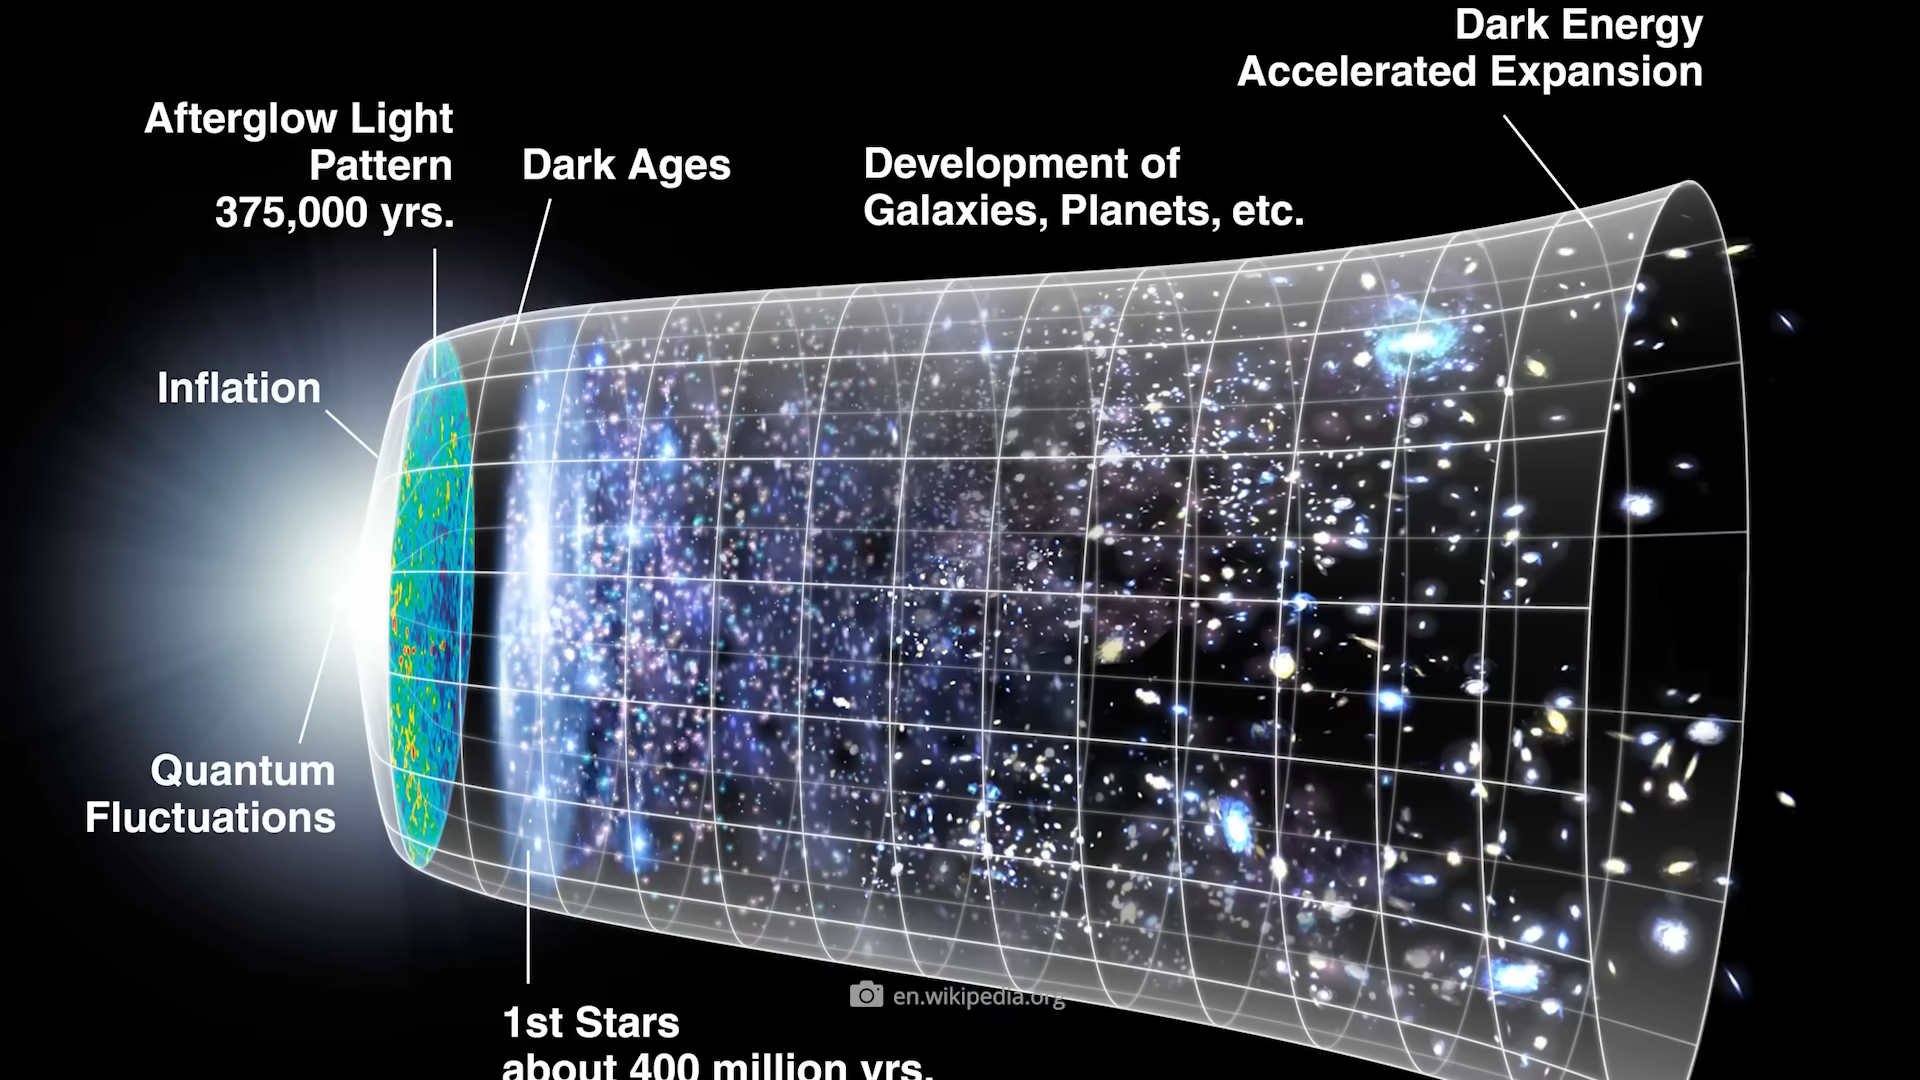 Dark Energy
Accelerated Expansion
Afterglow Light
Pattern
375,000 yrs.
Dark Ages
Development of
Galaxies, Planets, etc.
Inflation
Quantum
Fluctuations
en.wikipedia.org
1st Stars
about 400 million yrs.